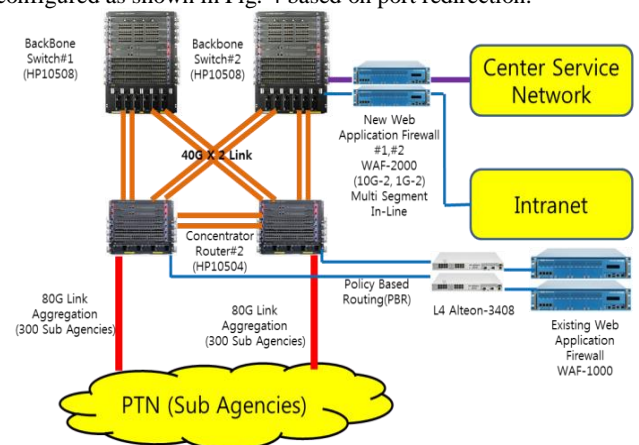 configured as shown in Fig. 4 based on port redirection.
BackBone
Switch#1
(HP10508)
Backbone
Switch#2
(HP10508)
Center Service
Network
New Web
Application Firewall
#1,#2
WAF-2000
(10G-2, 1G-2)
Multi Segment
In-Line
40G X 2 Link
Intranet
Concentrator
Router#2
(HP10504)
Policy Based
Routing(PBR)
L4 Alteon-3408
Existing Web
Application
Firewall
WAF-1000
80G Link
Aggregation
(300 Sub Agencies)
80G Link
Aggregation
(300 Sub Agencies)
PTN (Sub Agencies)